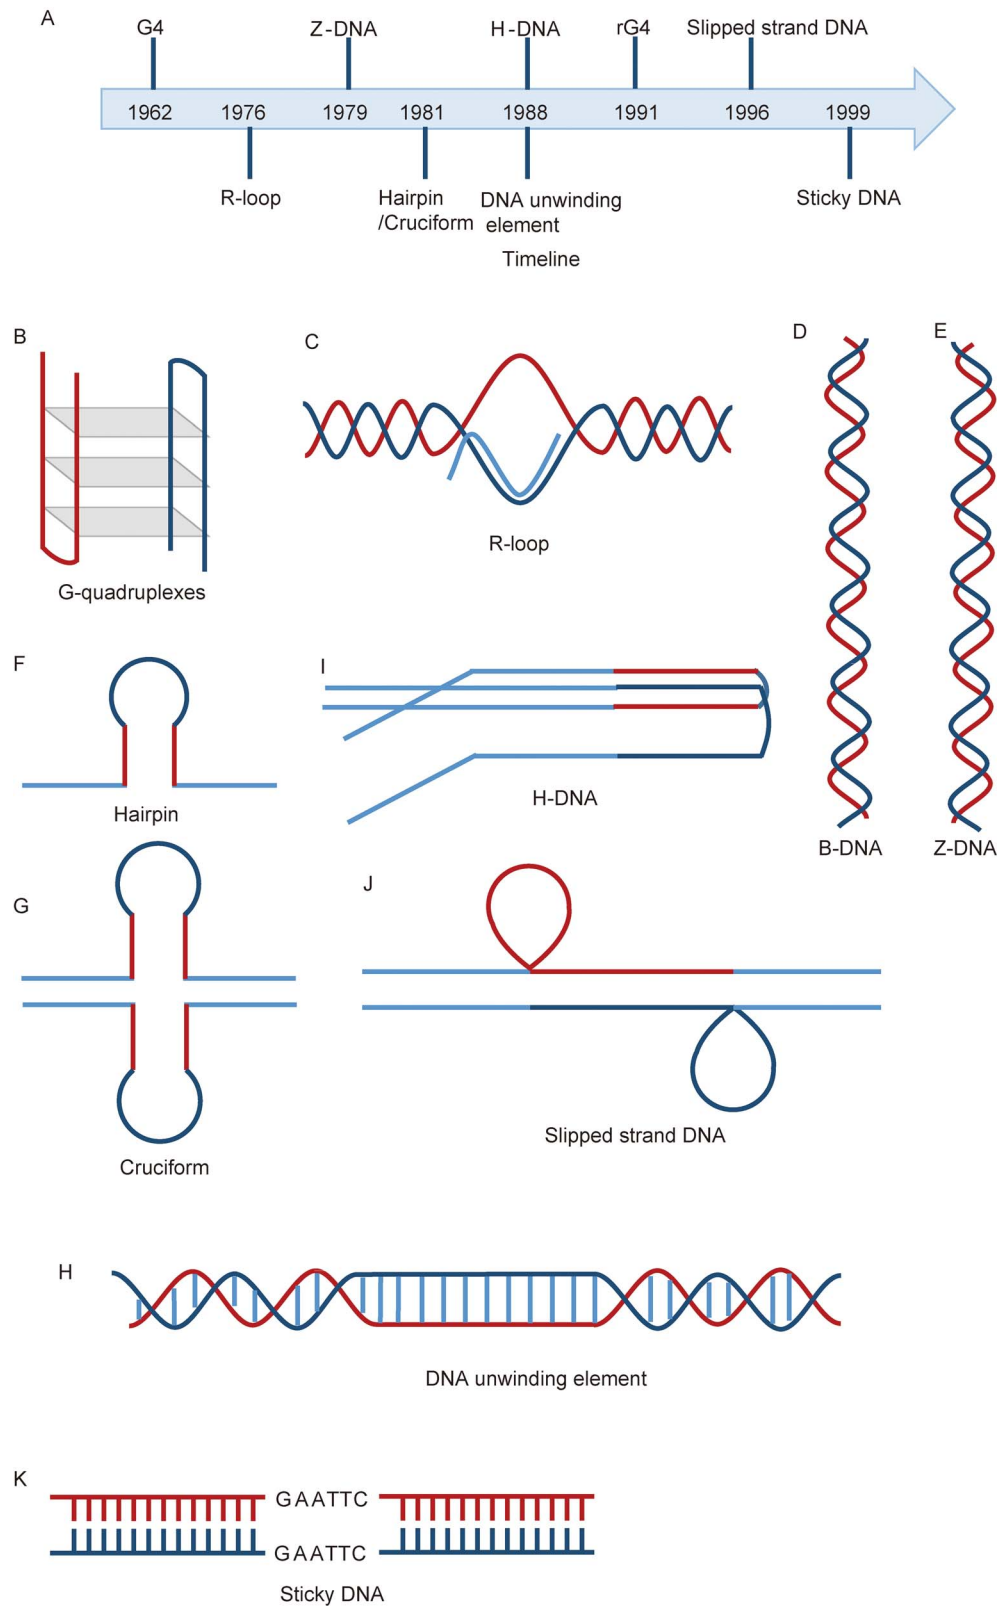 A
G4
Z-DNA
H-DNA
rG4
Slipped strand DNA
1962
1976
1979
1981
1988
1991
1996
1999
R-loop
Hairpin
/Cruciform
DNA unwinding
element
Sticky DNA
Timeline
B
G-quadruplexes
C
R-loop
D
B-DNA
E
Z-DNA
F
Hairpin
I
H-DNA
G
Cruciform
J
Slipped strand DNA
H
DNA unwinding element
K
GAATTC
GAATTC
Sticky DNA